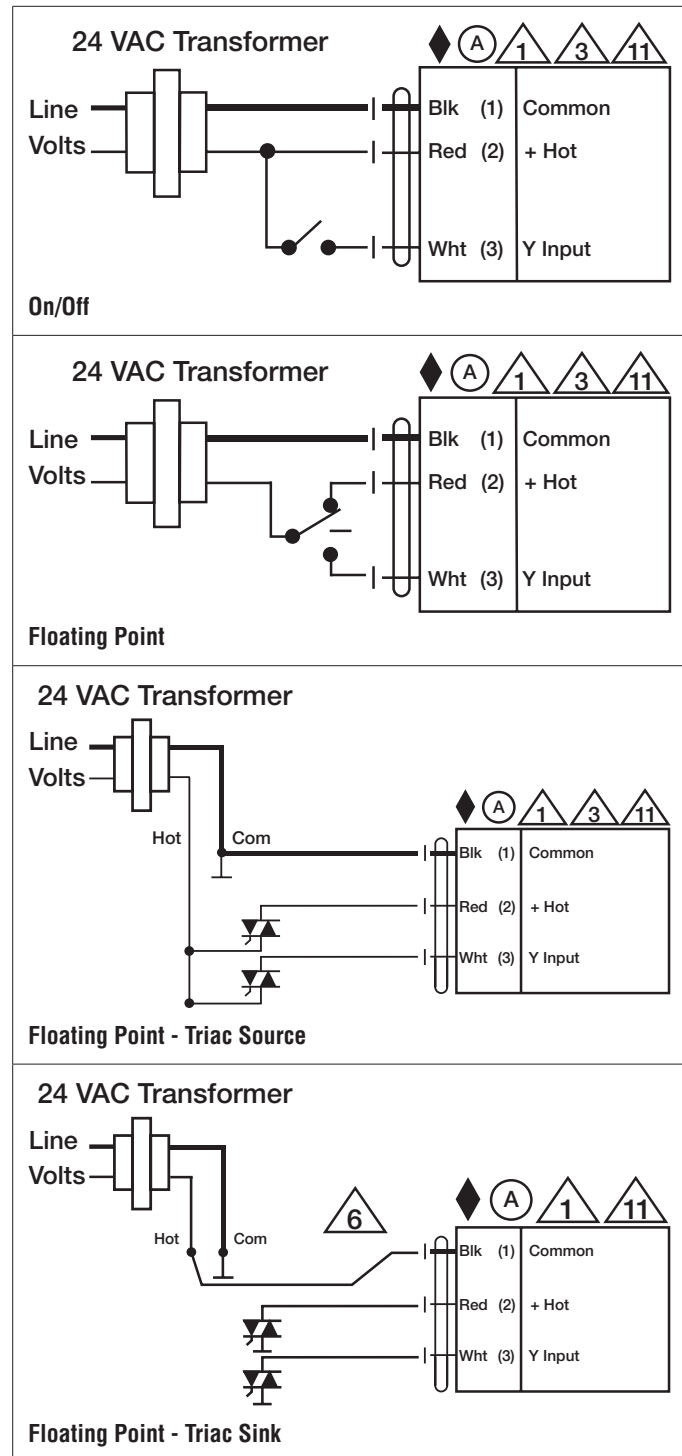 24 VAC Transformer
A 1 3 11
Line
Volts
Blk (1) Common
Red (2) + Hot
Wht (3) Y Input
On/Off
24 VAC Transformer
A 1 3 11
Line
Volts
Blk (1) Common
Red (2) + Hot
Wht (3) Y Input
Floating Point
24 VAC Transformer
Line
Volts
A 1 3 11
Hot Com
Blk (1) Common
Red (2) + Hot
Wht (3) Y Input
Floating Point - Triac Source
24 VAC Transformer
Line
Volts
6 A 1 11
Hot Com
Blk (1) Common
Red (2) + Hot
Wht (3) Y Input
Floating Point - Triac Sink